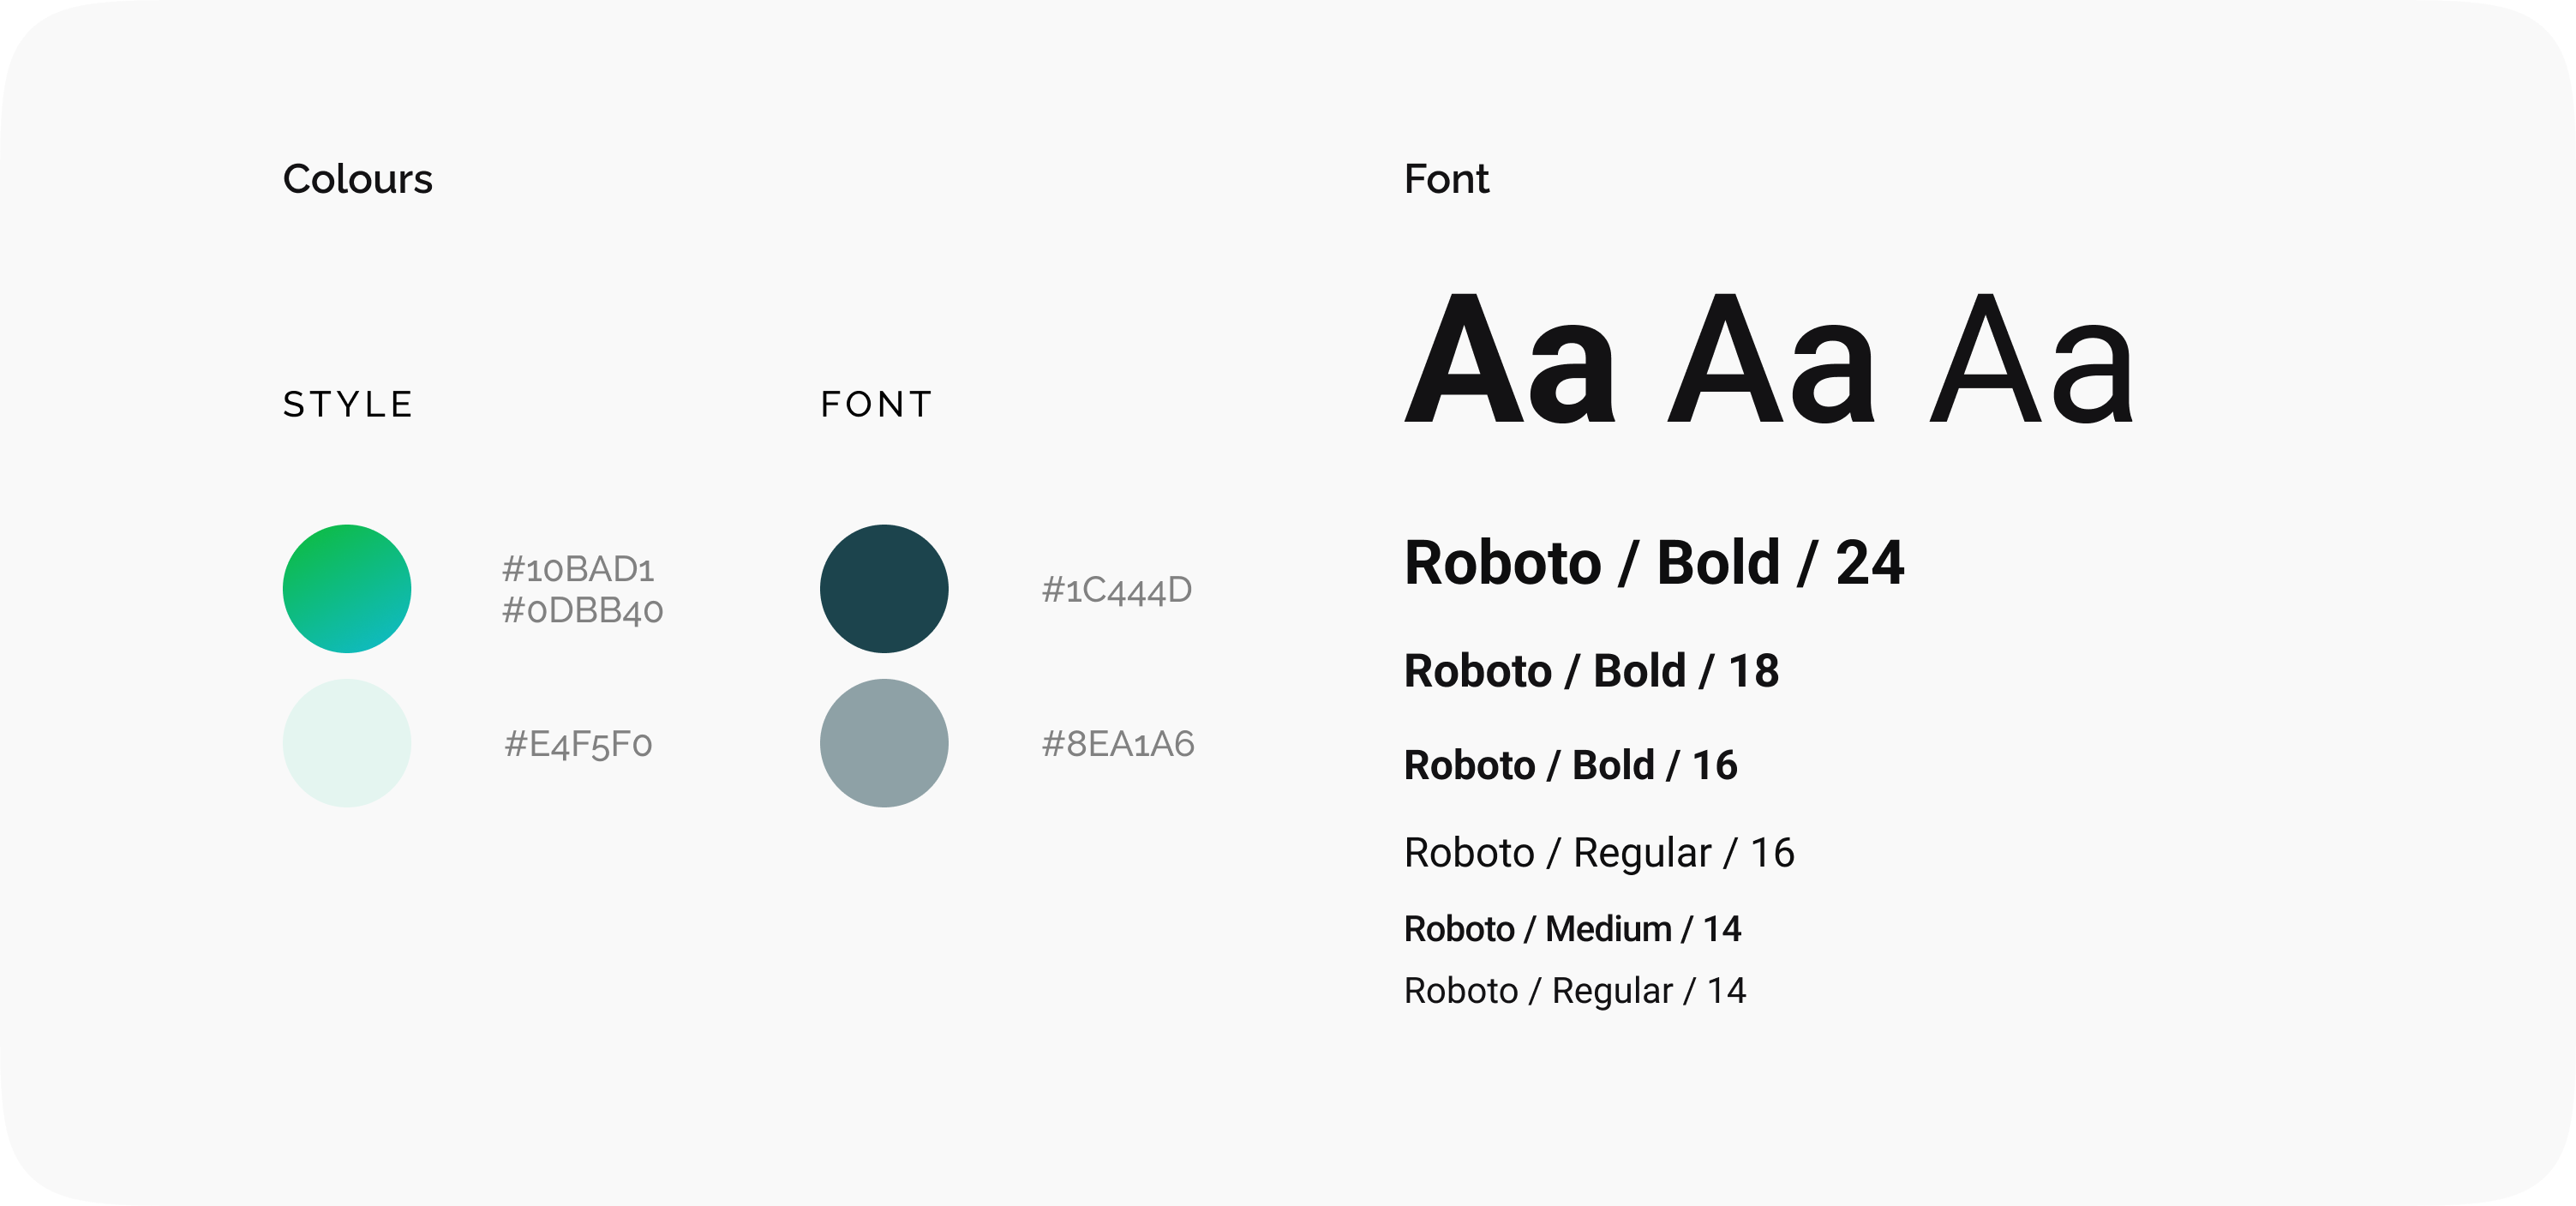 Colours
STYLE
#10BAD1
#0DBB40
#E4F5F0
FONT
#1C444D
#8EA1A6
Font
Aa Aa Aa
Roboto / Bold / 24
Roboto / Bold / 18
Roboto / Bold / 16
Roboto / Regular / 16
Roboto / Medium / 14
Roboto / Regular / 14